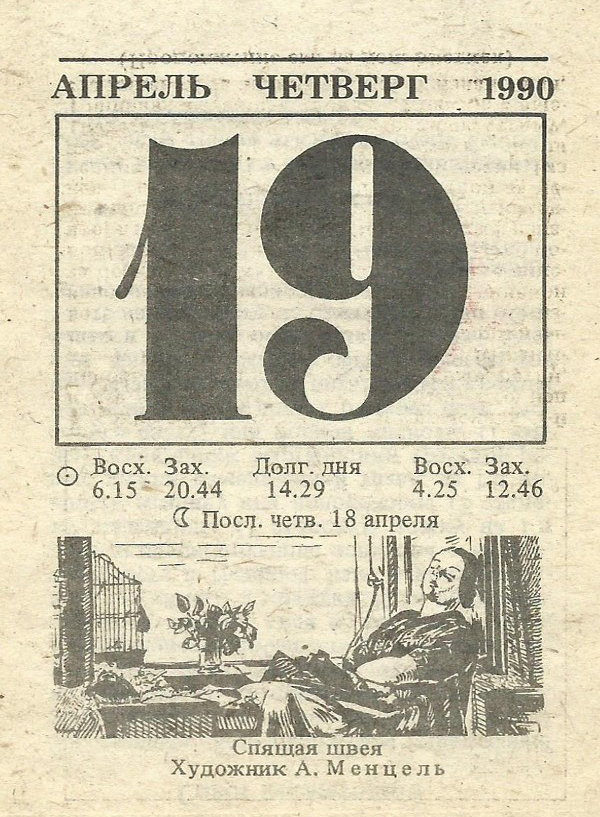 АПРЕЛЬ ЧЕТВЕРГ 1990
19
Восх. Зах. Долг. дня Восх. Зах.
6.15 20.44 14.29 4.25 12.46
☾ Посл. четв. 18 апреля
Спящая швея
Художник А. Менцель